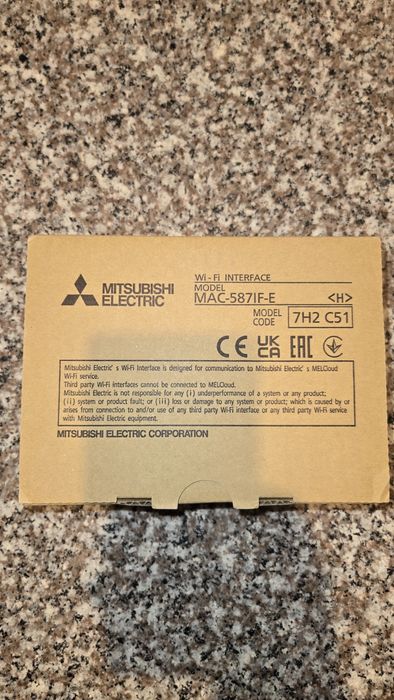 MITSUBISHI
ELECTRIC
Wi-Fi INTERFACE
MODEL
MAC-587IF-E <H>
MODEL
CODE
7H2 C51
CE UK
CA EAC
Mitsubishi Electric' s Wi-Fi Interface is designed for communication to Mitsubishi Electric' s MELCloud
Wi-Fi service.
Third party Wi-Fi interfaces cannot be connected to MELCloud.
Mitsubishi Electric is not responsible for any (i) underperformance of a system or any product;
(ii) system or product fault; or (iii) loss or damage to any system or product; which is caused by or
arises from connection to and/or use of any third party Wi-Fi interface or any third party Wi-Fi service
with Mitsubishi Electric equipment.
MITSUBISHI ELECTRIC CORPORATION